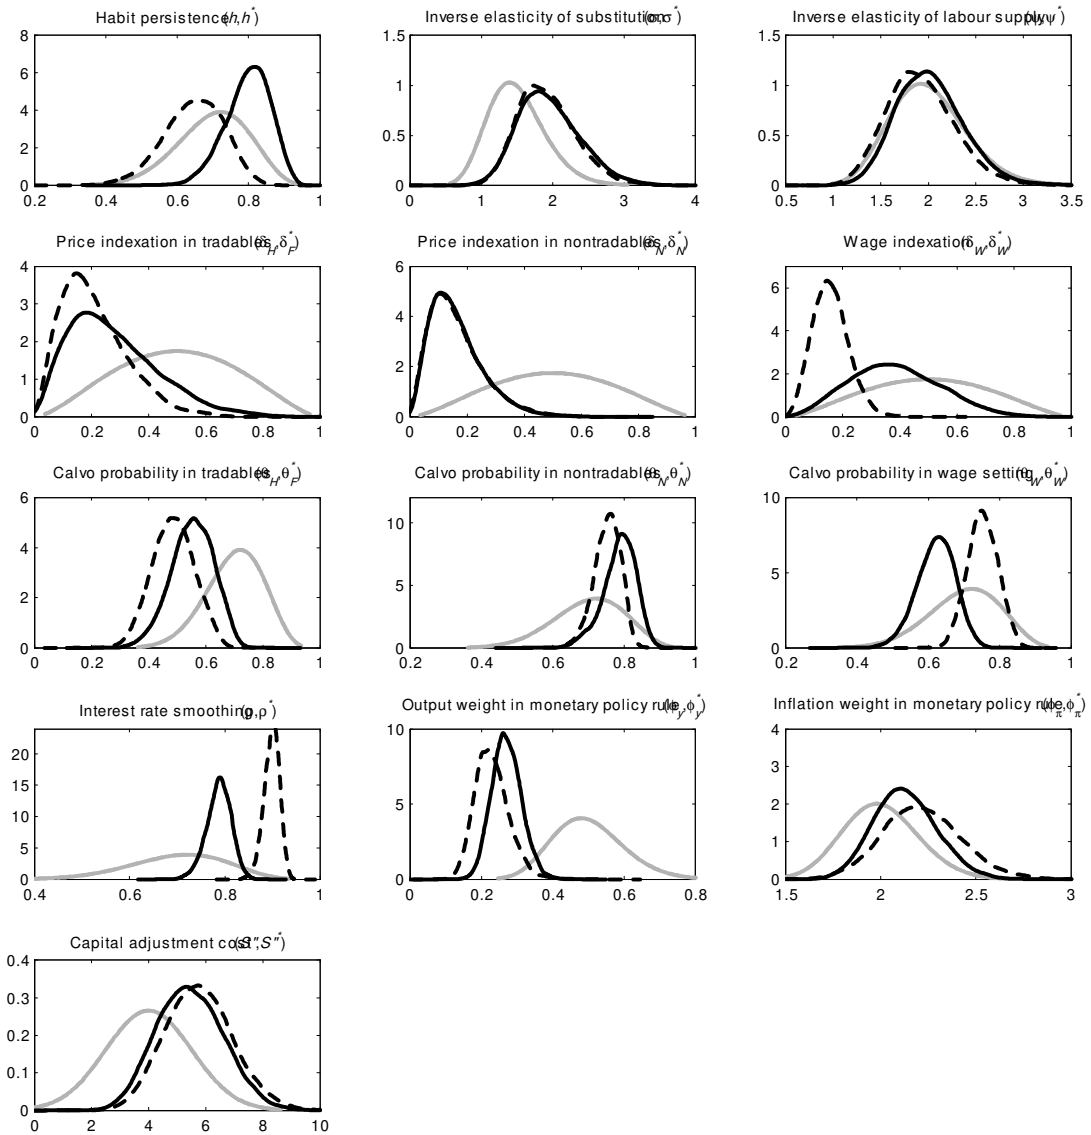 Habit persistence (h,h*)
Inverse elasticity of substitution (σ,σ*)
Inverse elasticity of labour supply (ψ,ψ*)
8
6
4
2
0
0.2 0.4 0.6 0.8 1
1.5
1
0.5
0
0 1 2 3 4
1.5
1
0.5
0
0.5 1 1.5 2 2.5 3 3.5
Price indexation in tradables (δH,δF*)
Price indexation in nontradables (δN,δN*)
Wage indexation (δW,δW*)
4
3
2
1
0
0 0.2 0.4 0.6 0.8 1
6
4
2
0
0 0.2 0.4 0.6 0.8 1
6
4
2
0
0 0.2 0.4 0.6 0.8 1
Calvo probability in tradables (θH,θF*)
Calvo probability in nontradables (θN,θN*)
Calvo probability in wage setting (θW,θW*)
6
4
2
0
0 0.2 0.4 0.6 0.8 1
10
5
0
0.2 0.4 0.6 0.8 1
10
5
0
0.2 0.4 0.6 0.8 1
Interest rate smoothing (ρ,ρ*)
Output weight in monetary policy rule (ϕy,ϕy*)
Inflation weight in monetary policy rule (ϕπ,ϕπ*)
20
15
10
5
0
0.4 0.6 0.8 1
10
5
0
0 0.2 0.4 0.6 0.8
4
3
2
1
0
1.5 2 2.5 3
Capital adjustment cost (S",S"*)
0.4
0.3
0.2
0.1
0
0 2 4 6 8 10